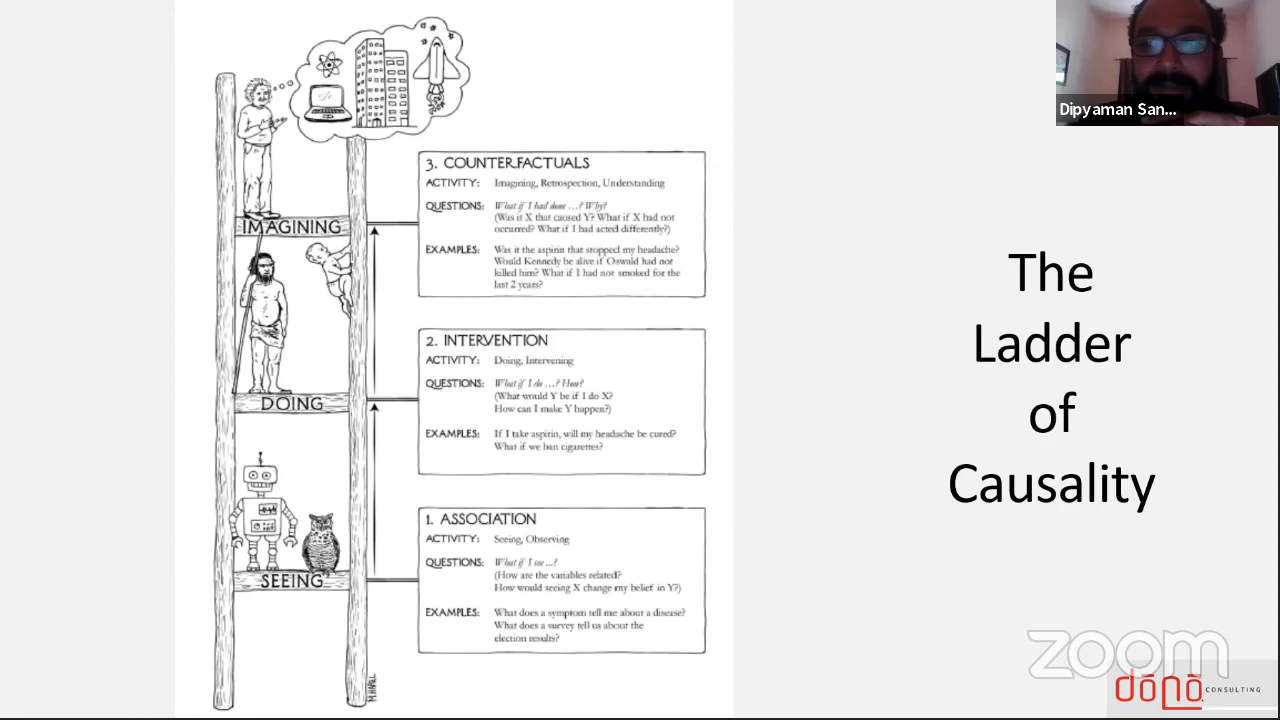 Dipyaman San...
3. COUNTERFACTUALS
ACTIVITY: Imagining, Retrospection, Understanding
QUESTIONS: What if I had done ...? Why?
(Was it X that caused Y? What if X had not
occurred? What if I had acted differently?)
EXAMPLES: Was it the aspirin that stopped my headache?
Would Kennedy be alive if Oswald had not
killed him? What if I had not smoked for the
last 2 years?
IMAGINING
2. INTERVENTION
ACTIVITY: Doing, Intervening
QUESTIONS: What if I do ...? How?
(What would Y be if I do X?
How can I make Y happen?)
EXAMPLES: If I take aspirin, will my headache be cured?
What if we ban cigarettes?
DOING
1. ASSOCIATION
ACTIVITY: Seeing, Observing
QUESTIONS: What if I see ...?
(How are the variables related?
How would seeing X change my belief in Y?)
EXAMPLES: What does a symptom tell me about a disease?
What does a survey tell us about the
election results?
SEEING
M.HAREL
The
Ladder
of
Causality
zoom
dónò CONSULTING